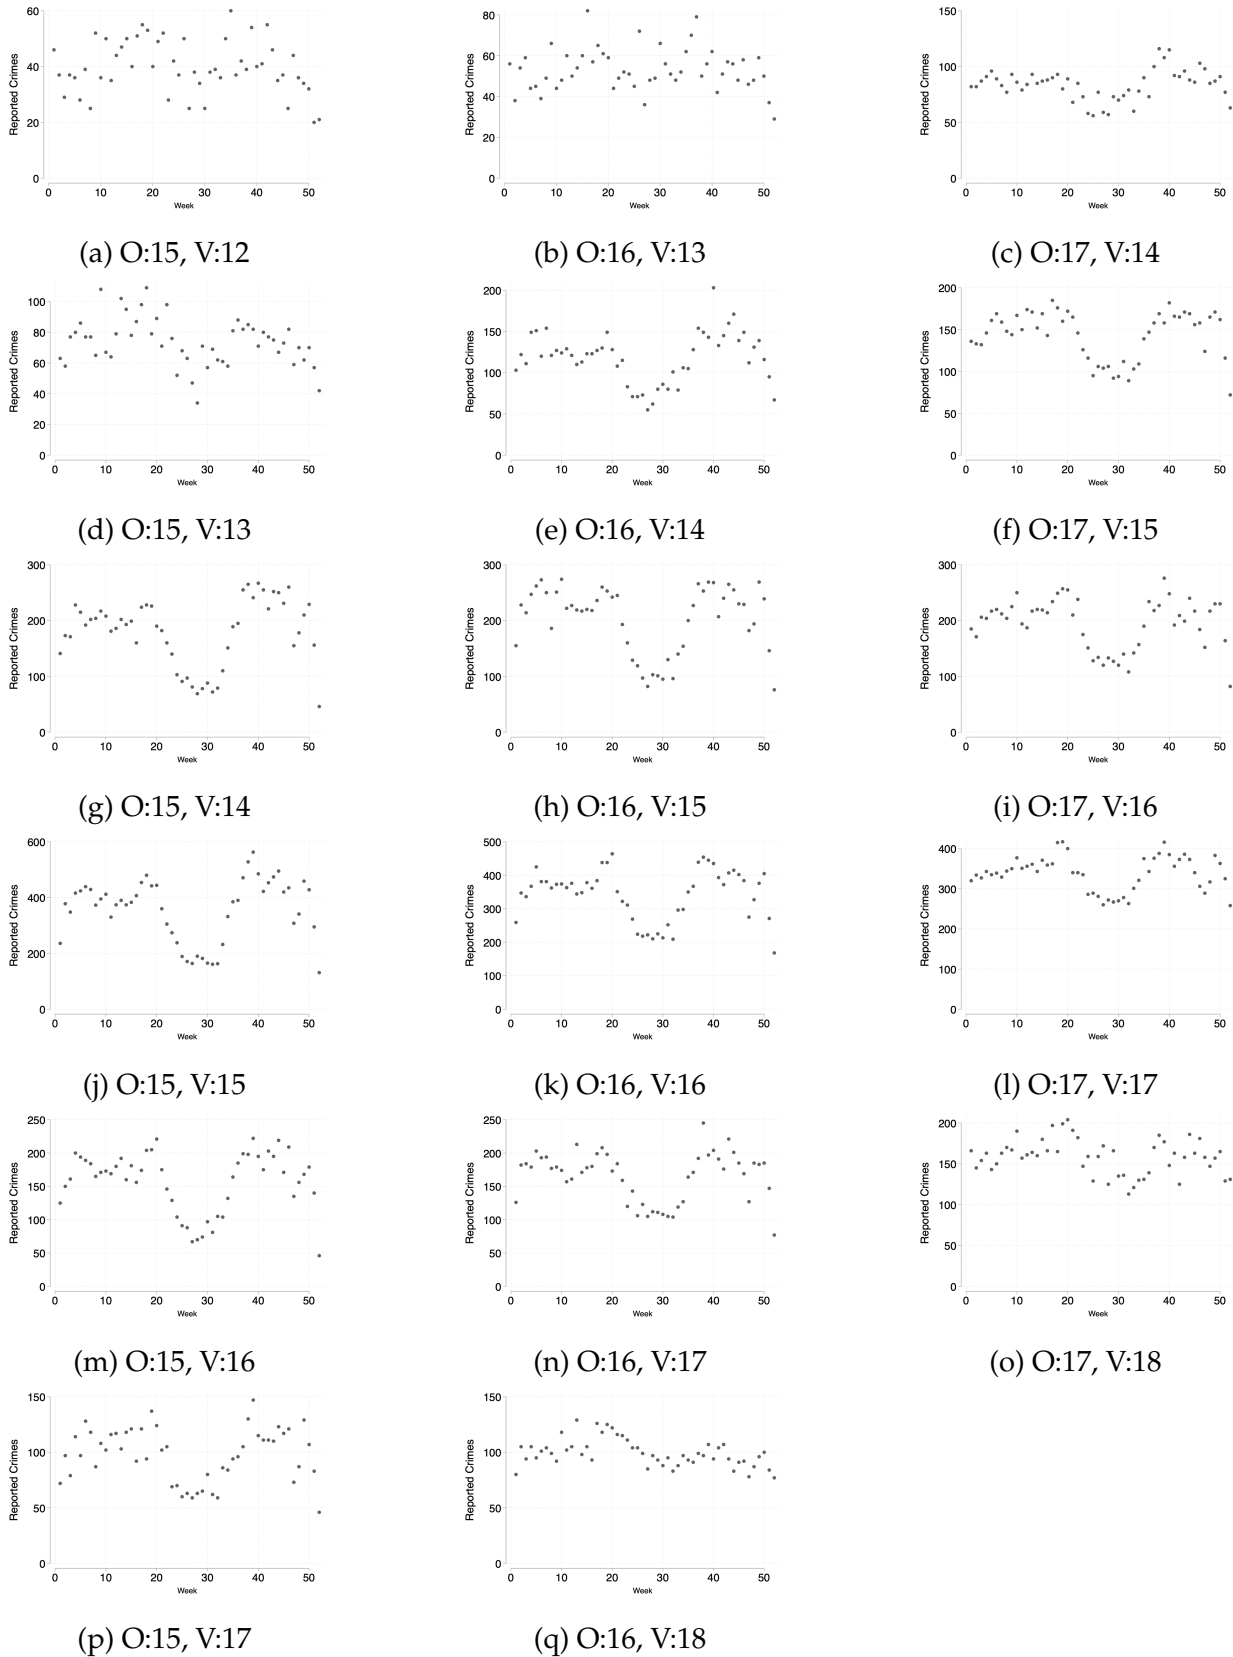 Reported Crimes
60
40
20
0
0 10 20 30 40 50
Week
(a) O:15, V:12
Reported Crimes
80
60
40
20
0
0 10 20 30 40 50
Week
(b) O:16, V:13
Reported Crimes
150
100
50
0
0 10 20 30 40 50
Week
(c) O:17, V:14
Reported Crimes
100
80
60
40
20
0
0 10 20 30 40 50
Week
(d) O:15, V:13
Reported Crimes
200
150
100
50
0
0 10 20 30 40 50
Week
(e) O:16, V:14
Reported Crimes
200
150
100
50
0
0 10 20 30 40 50
Week
(f) O:17, V:15
Reported Crimes
300
200
100
0
0 10 20 30 40 50
Week
(g) O:15, V:14
Reported Crimes
300
200
100
0
0 10 20 30 40 50
Week
(h) O:16, V:15
Reported Crimes
300
200
100
0
0 10 20 30 40 50
Week
(i) O:17, V:16
Reported Crimes
600
400
200
0
0 10 20 30 40 50
Week
(j) O:15, V:15
Reported Crimes
500
400
300
200
100
0
0 10 20 30 40 50
Week
(k) O:16, V:16
Reported Crimes
400
300
200
100
0
0 10 20 30 40 50
Week
(l) O:17, V:17
Reported Crimes
250
200
150
100
50
0
0 10 20 30 40 50
Week
(m) O:15, V:16
Reported Crimes
250
200
150
100
50
0
0 10 20 30 40 50
Week
(n) O:16, V:17
Reported Crimes
200
150
100
50
0
0 10 20 30 40 50
Week
(o) O:17, V:18
Reported Crimes
150
100
50
0
0 10 20 30 40 50
Week
(p) O:15, V:17
Reported Crimes
150
100
50
0
0 10 20 30 40 50
Week
(q) O:16, V:18